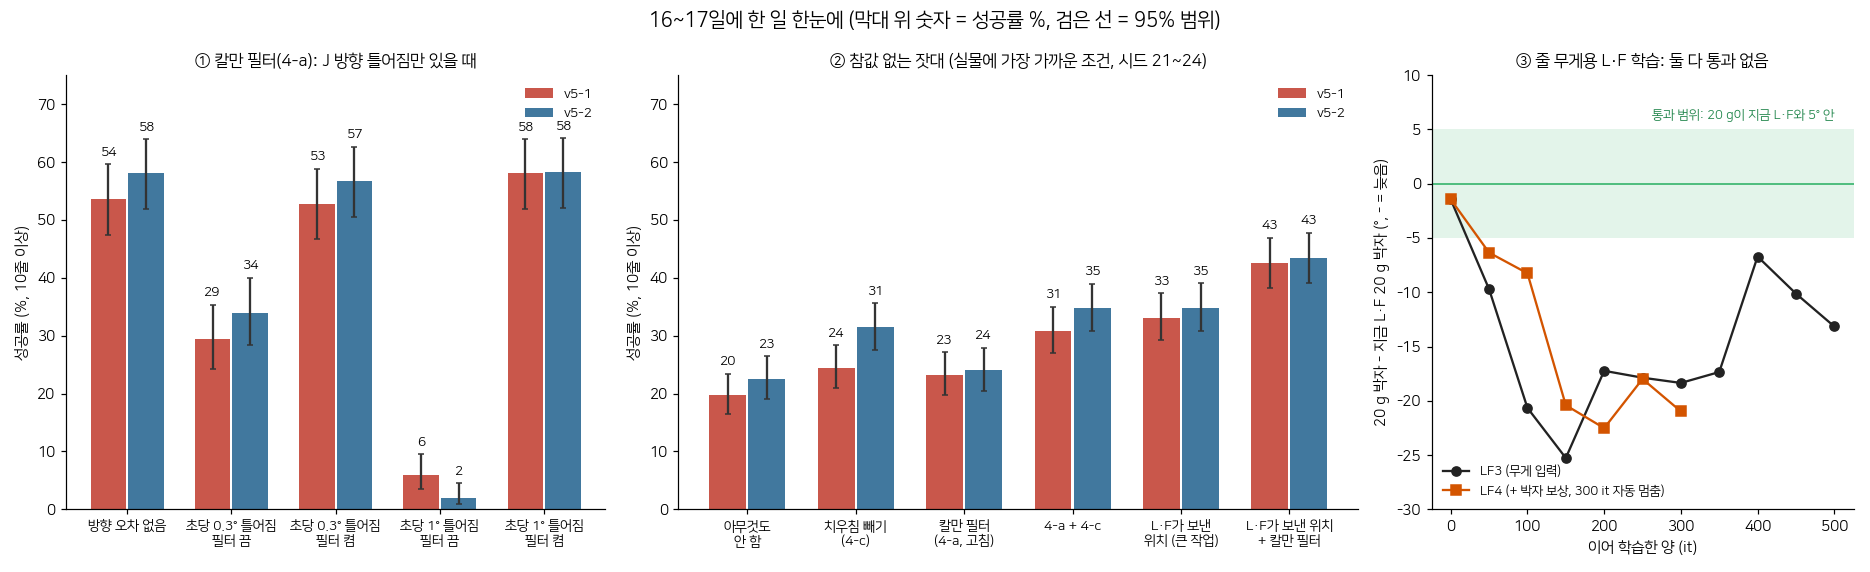 16~17일에 한 일 한눈에 (막대 위 숫자 = 성공률 %, 검은 선 = 95% 범위)
① 칼만 필터(4-a): J 방향 틀어짐만 있을 때
성공률 (%, 10줄 이상)
70
60
50
40
30
20
10
0
v5-1
v5-2
54
58
29
34
53
57
6
2
58
58
방향 오차 없음
초당 0.3° 틀어짐
필터 끔
초당 0.3° 틀어짐
필터 켬
초당 1° 틀어짐
필터 끔
초당 1° 틀어짐
필터 켬
② 참값 없는 잣대 (실물에 가장 가까운 조건, 시드 21~24)
성공률 (%, 10줄 이상)
70
60
50
40
30
20
10
0
v5-1
v5-2
20
23
24
31
23
24
31
35
33
35
43
43
아무것도
안 함
치우침 빼기
(4-c)
칼만 필터
(4-a, 고침)
4-a + 4-c
L·F가 보낸
위치 (큰 작업)
L·F가 보낸 위치
+ 칼만 필터
③ 줄 무게용 L·F 학습: 둘 다 통과 없음
20 g 박자 - 지금 L·F 20 g 박자 (°, - = 늦음)
10
5
0
-5
-10
-15
-20
-25
-30
통과 범위: 20 g이 지금 L·F와 5° 안
LF3 (무게 입력)
LF4 (+ 박자 보상, 300 it 자동 멈춤)
0
100
200
300
400
500
이어 학습한 양 (it)